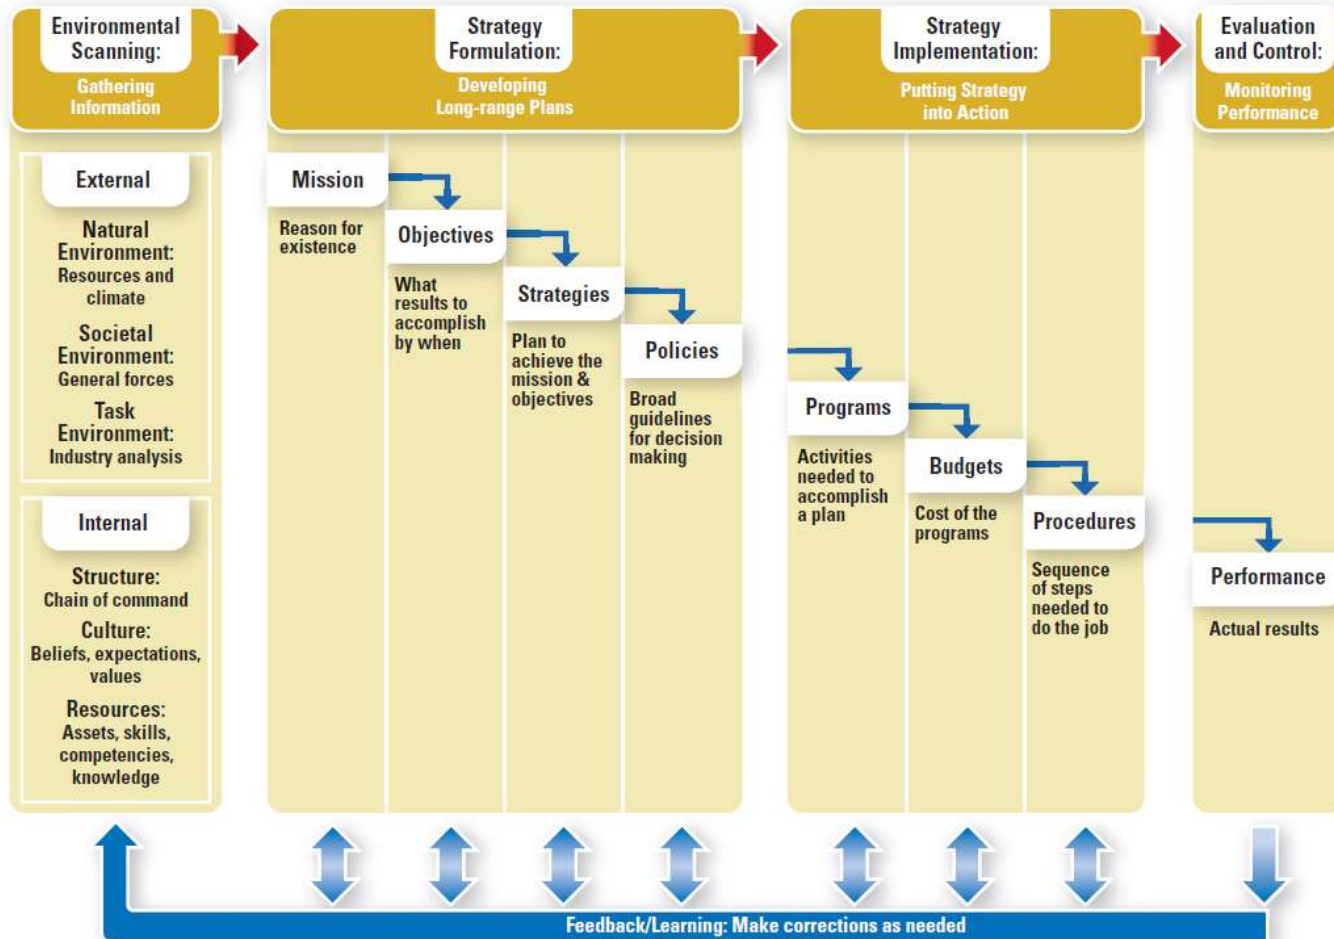 Environmental
Scanning:
Gathering
Information
External
Natural
Environment:
Resources and
climate
Societal
Environment:
General forces
Task
Environment:
Industry analysis
Internal
Structure:
Chain of command
Culture:
Beliefs, expectations,
values
Resources:
Assets, skills,
competencies,
knowledge
Strategy
Formulation:
Developing
Long-range Plans
Mission
Reason for
existence
Objectives
What
results to
accomplish
by when
Strategies
Plan to
achieve the
mission &
objectives
Policies
Broad
guidelines
for decision
making
Strategy
Implementation:
Putting Strategy
into Action
Programs
Activities
needed to
accomplish
a plan
Budgets
Cost of the
programs
Procedures
Sequence
of steps
needed to
do the job
Evaluation
and Control:
Monitoring
Performance
Performance
Actual results
Feedback/Learning: Make corrections as needed